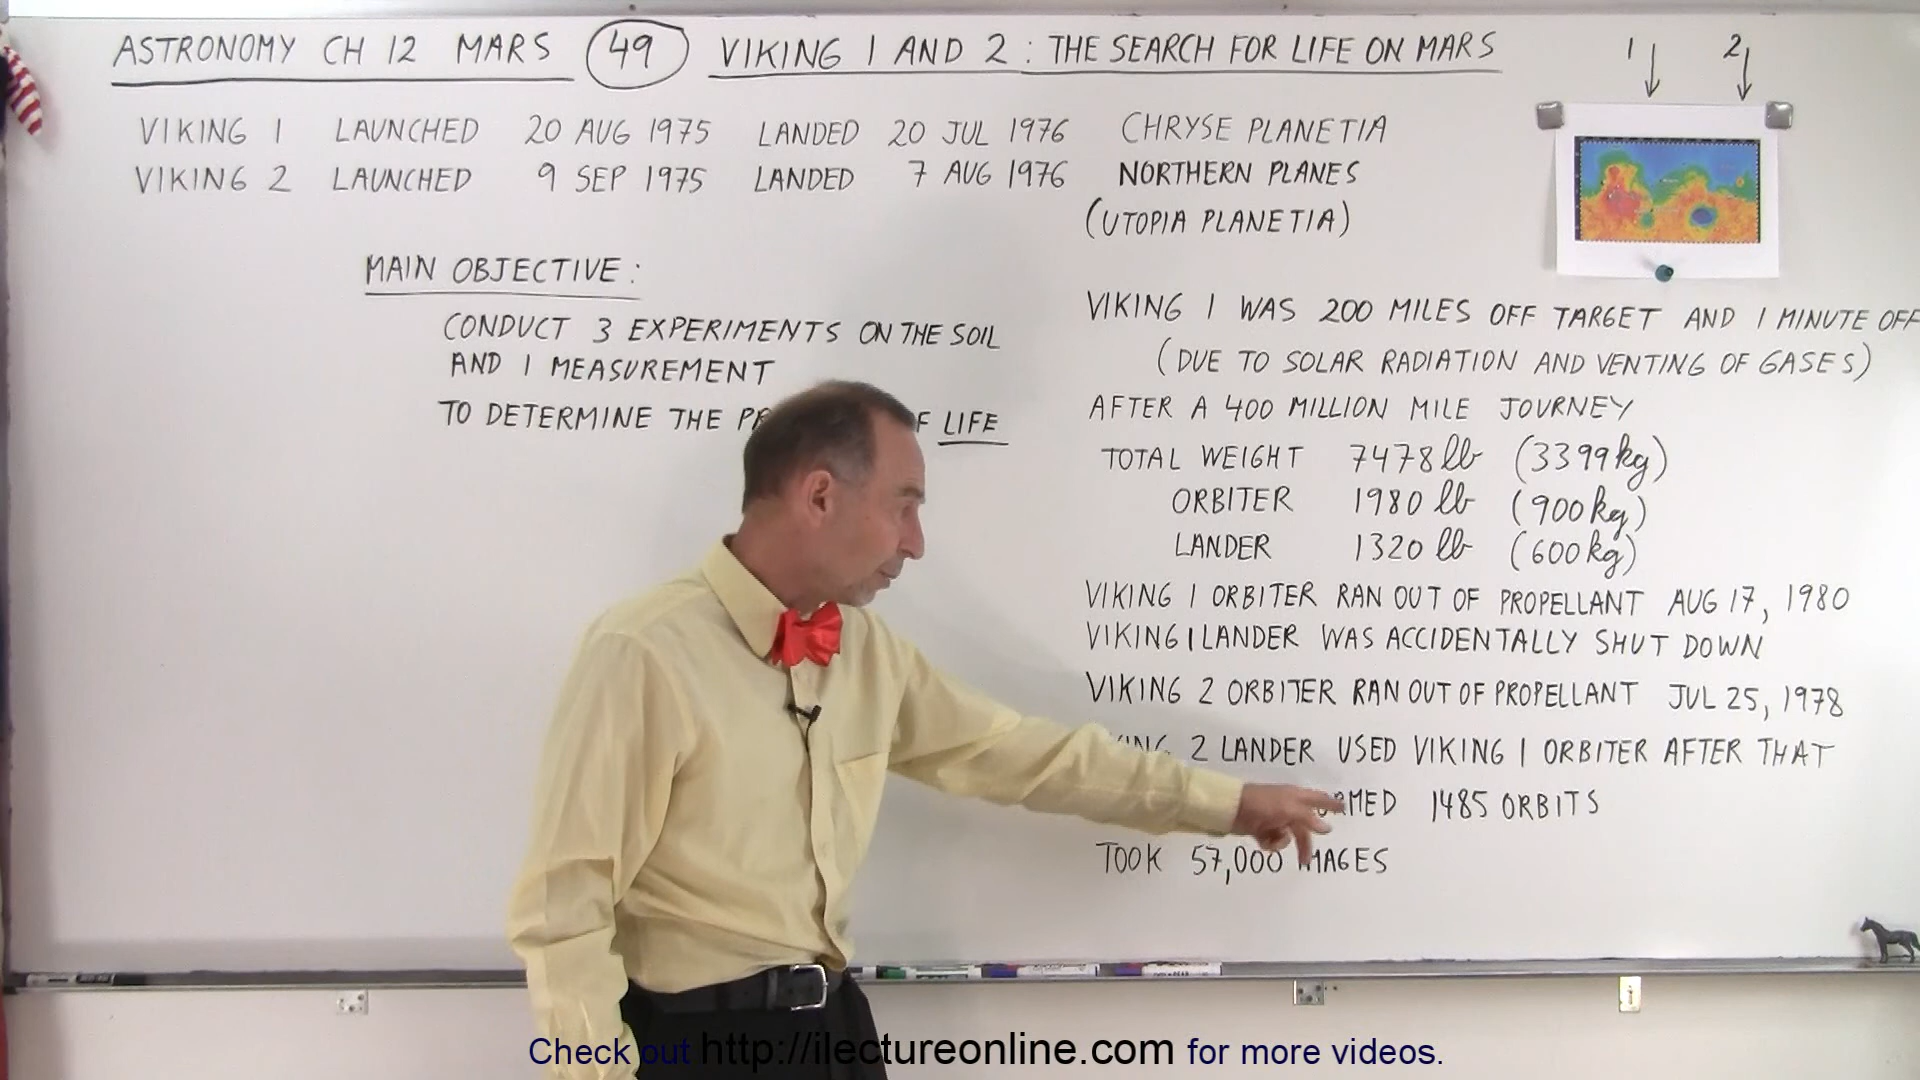 ASTRONOMY CH 12 MARS 49 VIKING 1 AND 2 : THE SEARCH FOR LIFE ON MARS
1 2
VIKING 1 LAUNCHED 20 AUG 1975 LANDED 20 JUL 1976 CHRYSE PLANETIA
VIKING 2 LAUNCHED 9 SEP 1975 LANDED 7 AUG 1976 NORTHERN PLANES
(UTOPIA PLANETIA)
MAIN OBJECTIVE :
CONDUCT 3 EXPERIMENTS ON THE SOIL
AND 1 MEASUREMENT
TO DETERMINE THE LIFE
VIKING 1 WAS 200 MILES OFF TARGET AND 1 MINUTE OFF
(DUE TO SOLAR RADIATION AND VENTING OF GASES)
AFTER A 400 MILLION MILE JOURNEY
TOTAL WEIGHT 7478 lb (3399 kg)
ORBITER 1980 lb (900 kg)
LANDER 1320 lb (600 kg)
VIKING 1 ORBITER RAN OUT OF PROPELLANT AUG 17, 1980
VIKING 1 LANDER WAS ACCIDENTALLY SHUT DOWN
VIKING 2 ORBITER RAN OUT OF PROPELLANT JUL 25, 1978
2 LANDER USED VIKING 1 ORBITER AFTER THAT
1485 ORBITS
TOOK 57,000 IMAGES
Check out http://ilectureonline.com for more videos.